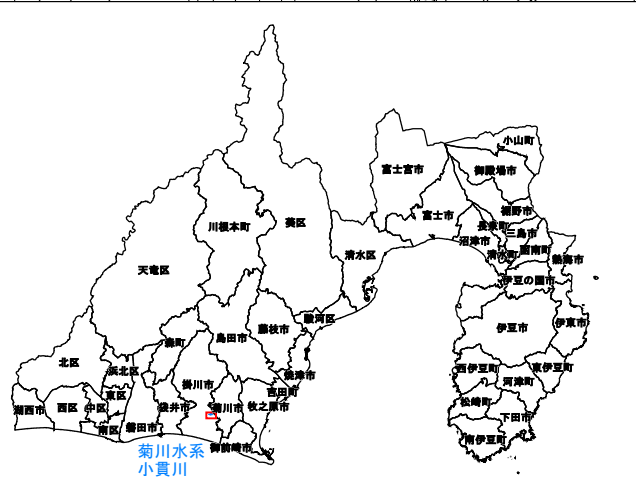 小山町
富士宮市
御殿場市
裾野市
富士市
長泉町
三島市
川根本町
葵区
沼津市
清水町
函南町
熱海市
清水区
天竜区
伊豆の国市
駿河区
伊豆市
伊東市
藤枝市
森町
島田市
北区
浜北区
焼津市
西伊豆町
東伊豆町
掛川市
河津町
吉田町
東区
湖西市
西区
中区
袋井市
菊川市
牧之原市
松崎町
下田市
南区
磐田市
御前崎市
南伊豆町
菊川水系
小貫川